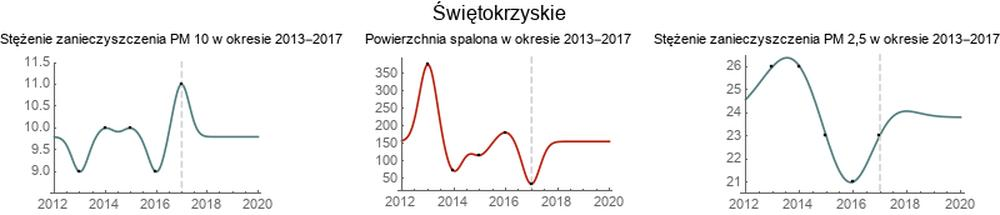 Świętokrzyskie
Stężenie zanieczyszczenia PM 10 w okresie 2013–2017
11.5
11.0
10.5
10.0
9.5
9.0
2012 2014 2016 2018 2020
Powierzchnia spalona w okresie 2013–2017
350
300
250
200
150
100
50
2012 2014 2016 2018 2020
Stężenie zanieczyszczenia PM 2,5 w okresie 2013–2017
26
25
24
23
22
21
2012 2014 2016 2018 2020